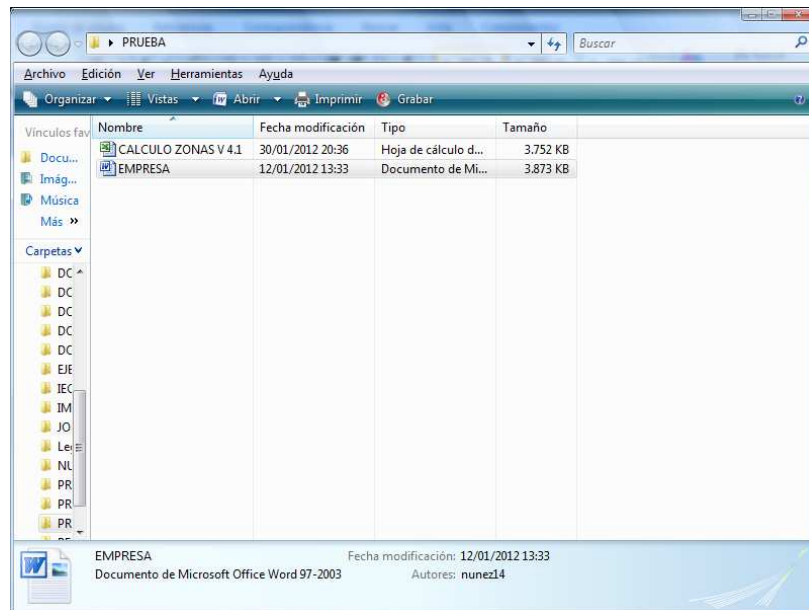 PRUEBA
Buscar
Archivo Edición Ver Herramientas Ayuda
Organizar Vistas Abrir Imprimir Grabar
Vínculos fav
Docu...
Imág...
Música
Más »
Carpetas
DC
DC
DC
DC
DC
EJE
IEC
IM
JO
Le
NU
PR
PR
PR
Nombre Fecha modificación Tipo Tamaño
CALCULO ZONAS V 4.1 30/01/2012 20:36 Hoja de cálculo d... 3.752 KB
EMPRESA 12/01/2012 13:33 Documento de Mi... 3.873 KB
EMPRESA Fecha modificación: 12/01/2012 13:33
Documento de Microsoft Office Word 97-2003 Autores: nunez14